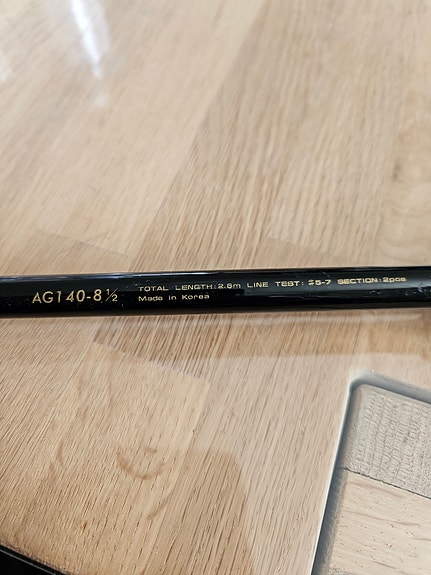 AG140-8½
TOTAL LENGTH:2.6m LINE TEST: #5-7 SECTION:2pcs
Made in Korea